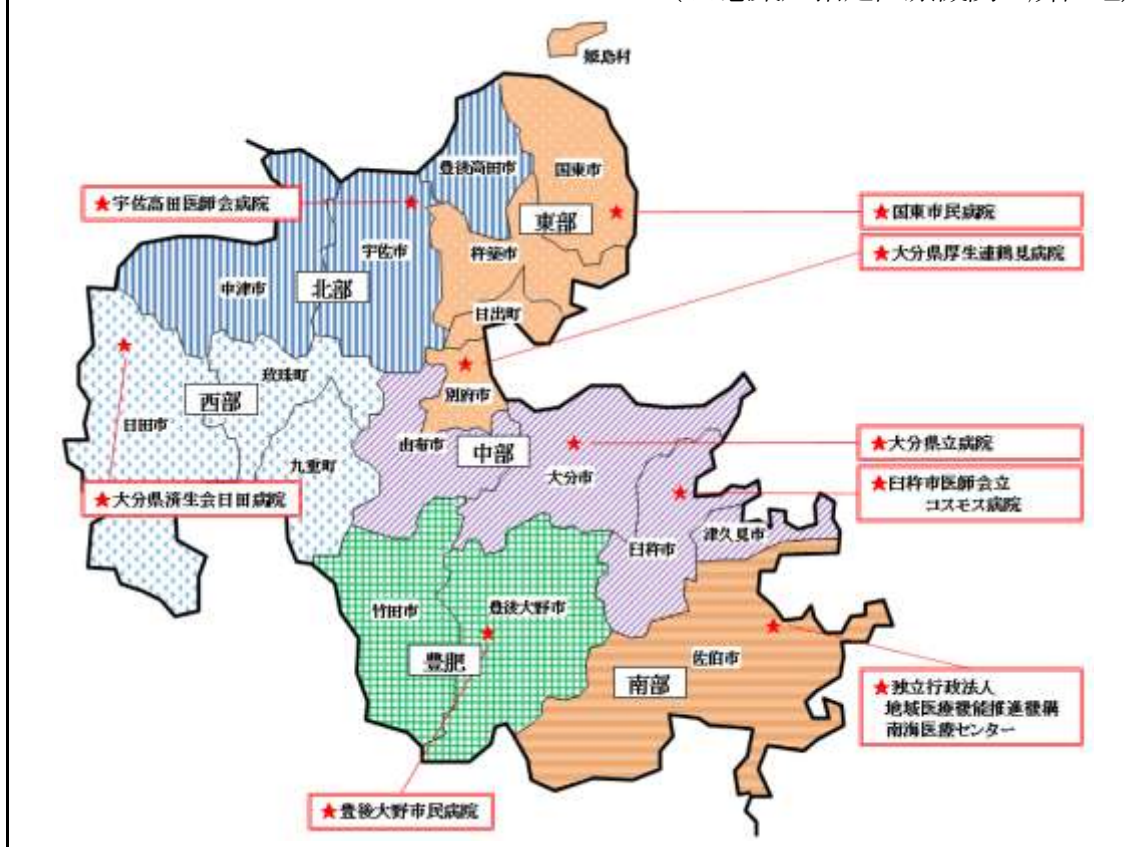 姫島村
豊後高田市
国東市
★宇佐高田医師会病院
東部
★国東市民病院
宇佐市
杵築市
★大分県厚生連鶴見病院
中津市
北部
日出町
玖珠町
別府市
西部
日田市
由布市
中部
★大分県立病院
九重町
大分市
★大分県済生会日田病院
★臼杵市医師会立
コスモス病院
津久見市
臼杵市
竹田市
豊後大野市
豊肥
佐伯市
南部
★独立行政法人
地域医療機能推進機構
南海医療センター
★豊後大野市民病院